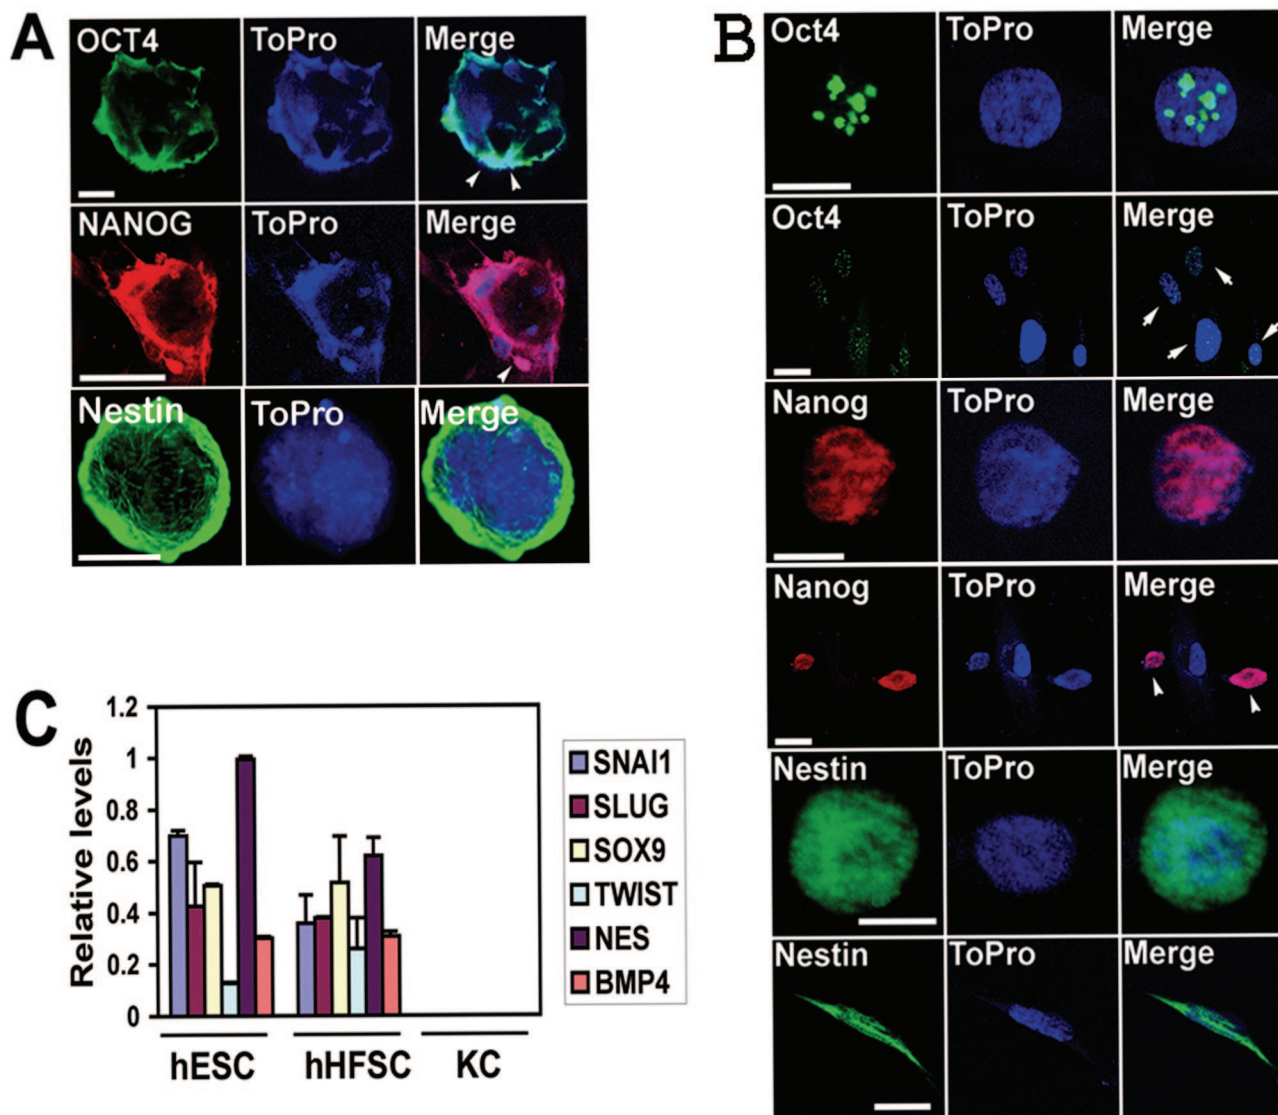 A
OCT4 ToPro Merge
NANOG ToPro Merge
Nestin ToPro Merge
B
Oct4 ToPro Merge
Oct4 ToPro Merge
Nanog ToPro Merge
Nanog ToPro Merge
Nestin ToPro Merge
Nestin ToPro Merge
C
Relative levels
1.2
1
0.8
0.6
0.4
0.2
0
hESC hHFSC KC
SNAI1
SLUG
SOX9
TWIST
NES
BMP4